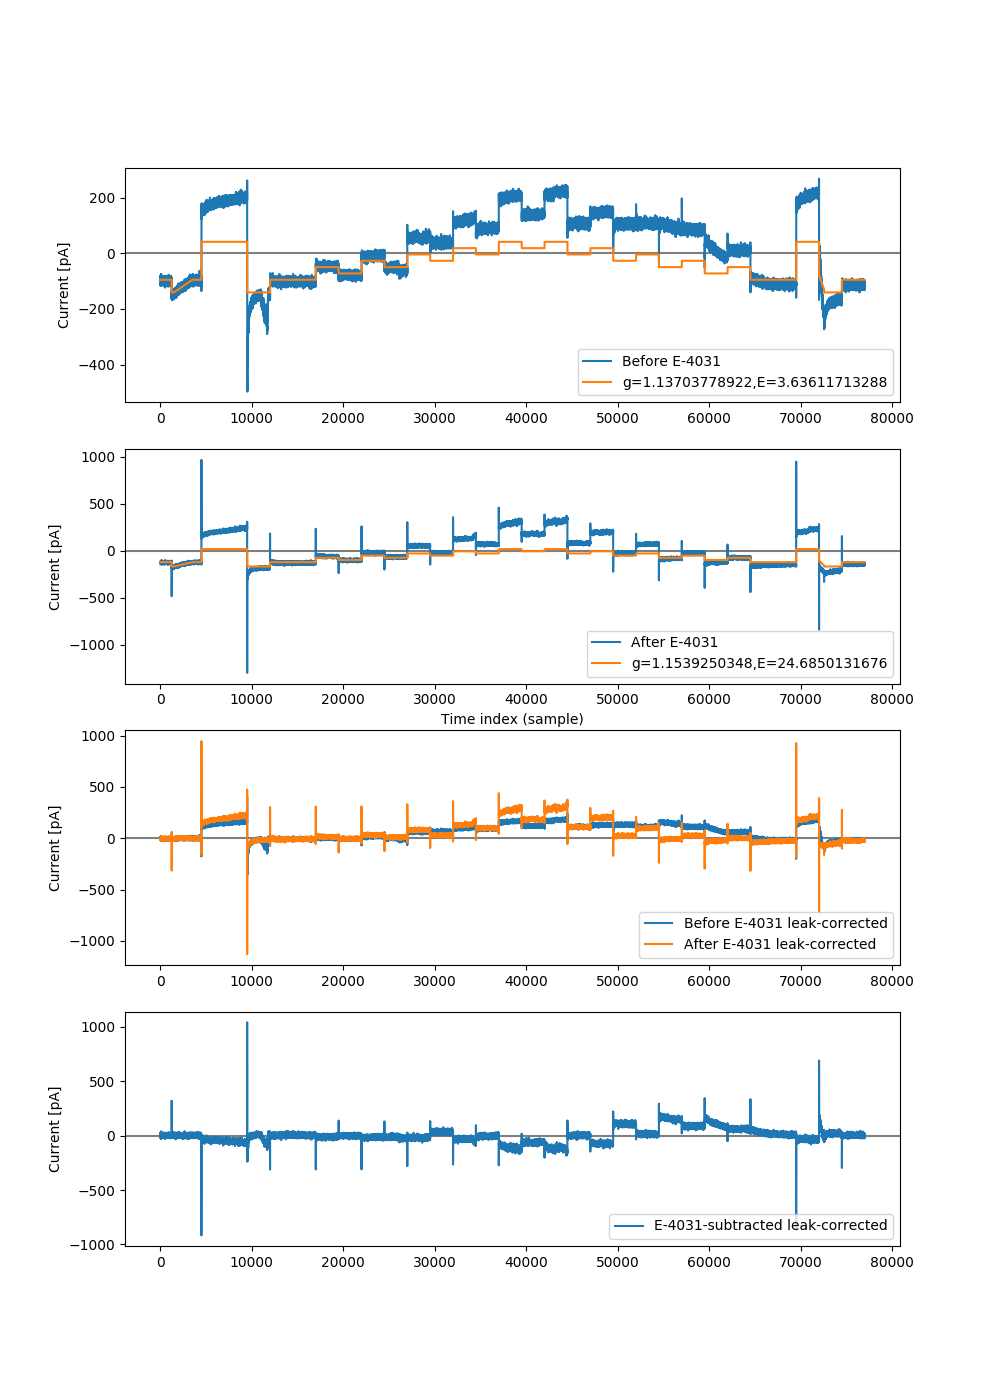 200
0
−200
−400
Current [pA]
Before E-4031
g=1.13703778922,E=3.63611713288
0 10000 20000 30000 40000 50000 60000 70000 80000
1000
500
0
−500
−1000
Current [pA]
After E-4031
g=1.1539250348,E=24.6850131676
0 10000 20000 30000 40000 50000 60000 70000 80000
Time index (sample)
1000
500
0
−500
−1000
Current [pA]
Before E-4031 leak-corrected
After E-4031 leak-corrected
0 10000 20000 30000 40000 50000 60000 70000 80000
1000
500
0
−500
−1000
Current [pA]
E-4031-subtracted leak-corrected
0 10000 20000 30000 40000 50000 60000 70000 80000